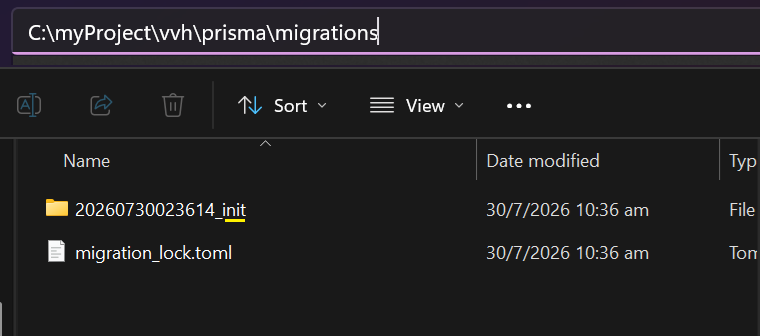 C:\myProject\vvh\prisma\migrations
Sort View
Name Date modified Typ
20260730023614_init 30/7/2026 10:36 am File
migration_lock.toml 30/7/2026 10:36 am Tom